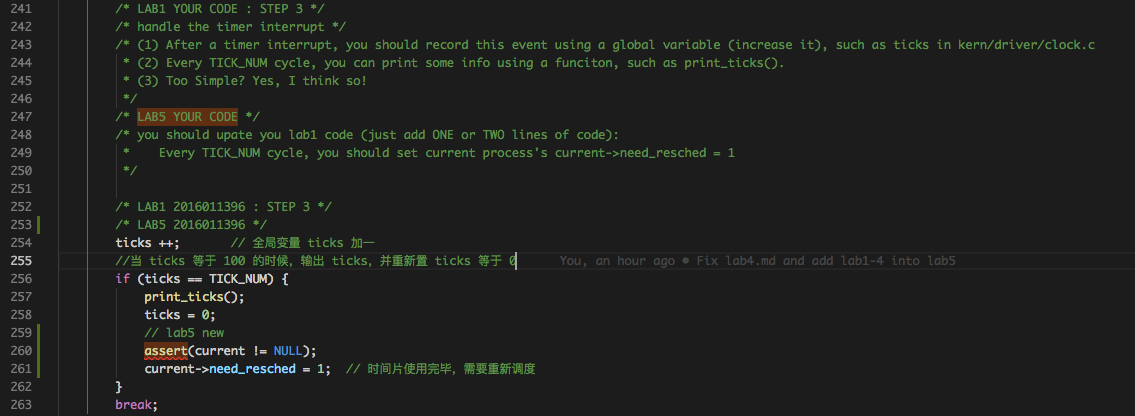 241 /* LAB1 YOUR CODE : STEP 3 */
242 /* handle the timer interrupt */
243 /* (1) After a timer interrupt, you should record this event using a global variable (increase it), such as ticks in kern/driver/clock.c
244 * (2) Every TICK_NUM cycle, you can print some info using a funciton, such as print_ticks().
245 * (3) Too Simple? Yes, I think so!
246 */
247 /* LAB5 YOUR CODE */
248 /* you should upate you lab1 code (just add ONE or TWO lines of code):
249 * Every TICK_NUM cycle, you should set current process's current->need_resched = 1
250 */
251
252 /* LAB1 2016011396 : STEP 3 */
253 /* LAB5 2016011396 */
254 ticks ++; // 全局变量 ticks 加一
255 //当 ticks 等于 100 的时候，输出 ticks，并重新置 ticks 等于 0 You, an hour ago • Fix lab4.md and add lab1-4 into lab5
256 if (ticks == TICK_NUM) {
257 print_ticks();
258 ticks = 0;
259 // lab5 new
260 assert(current != NULL);
261 current->need_resched = 1; // 时间片使用完毕，需要重新调度
262 }
263 break;